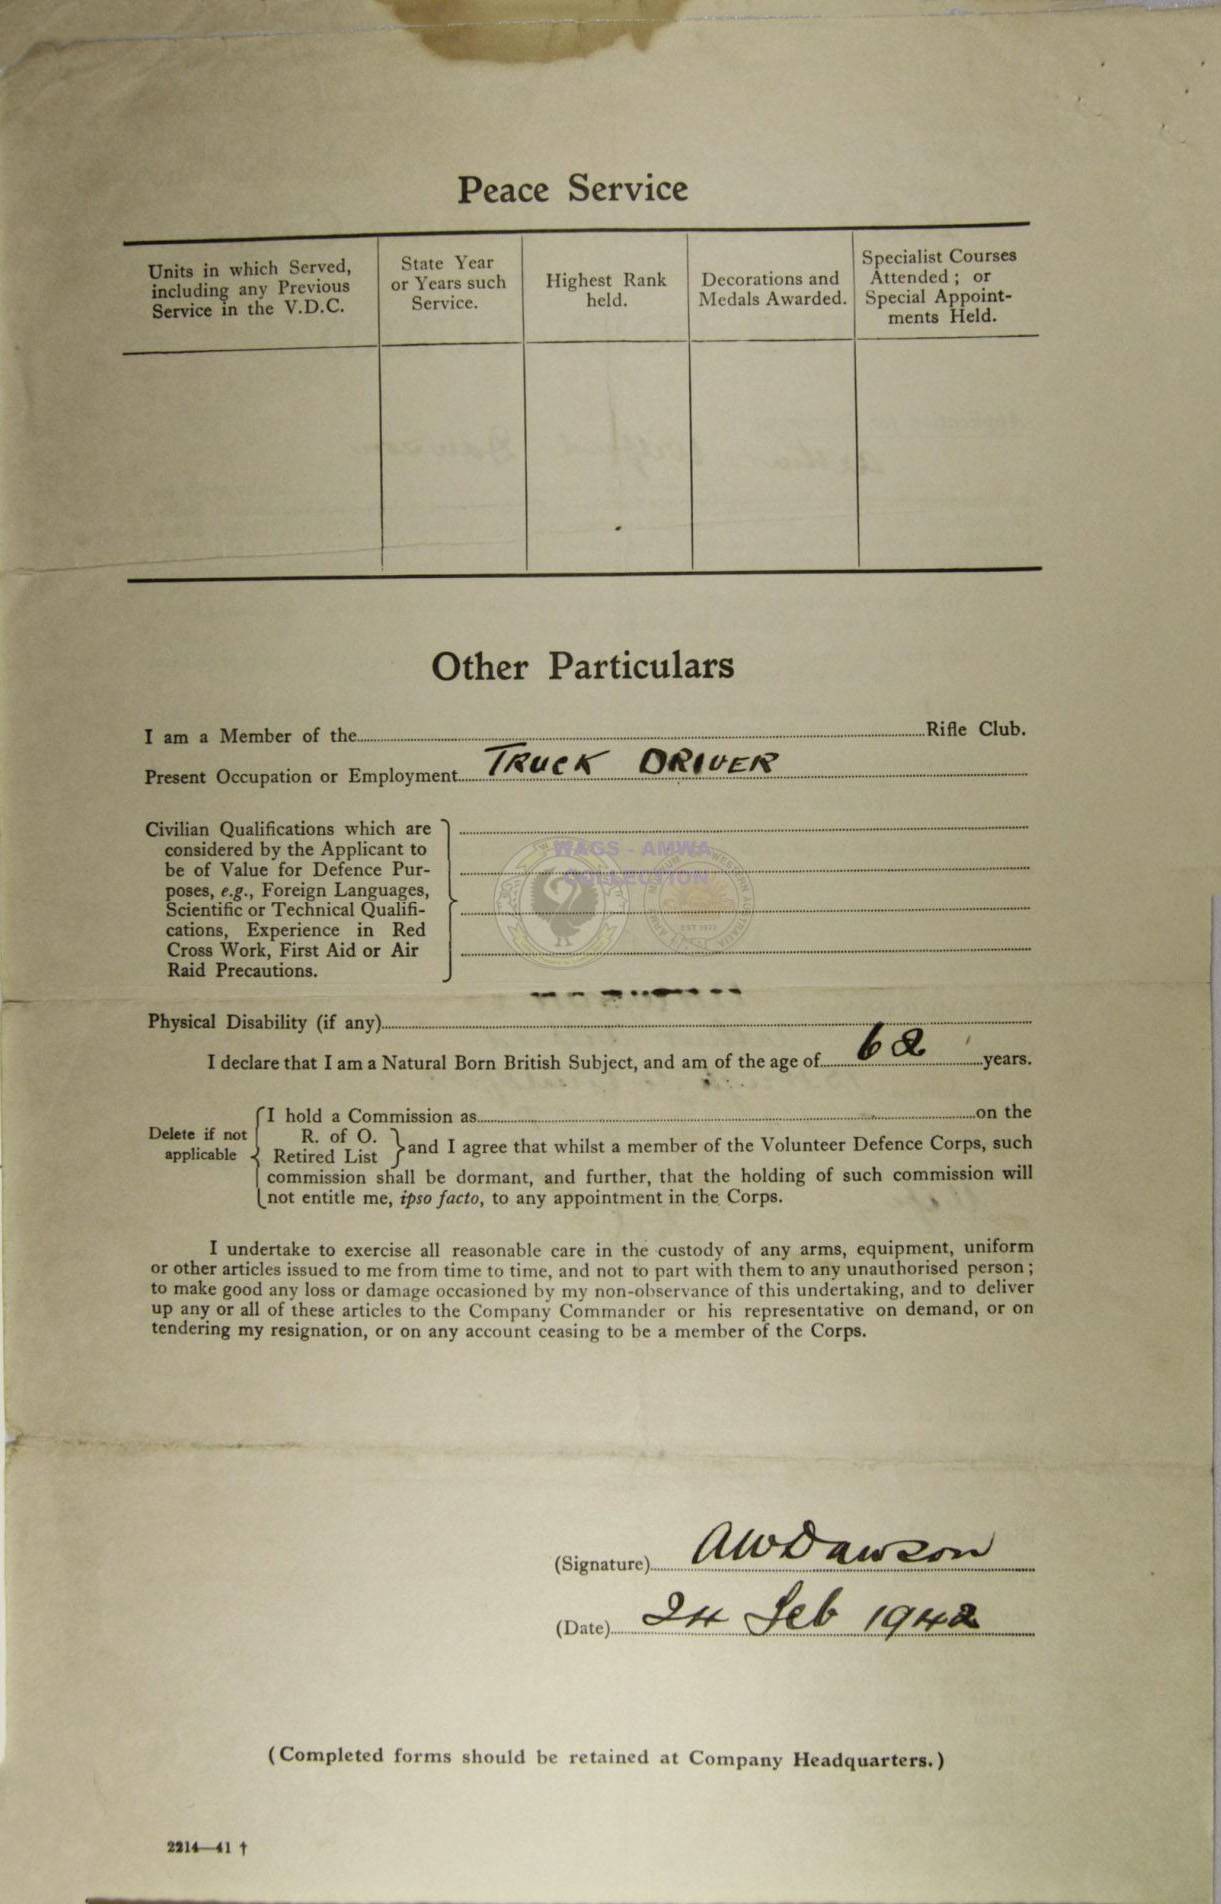 Peace Service
Units in which Served,
including any Previous
Service in the V.D.C.
State Year
or Years such
Service.
Highest Rank
held.
Decorations and
Medals Awarded.
Specialist Courses
Attended ; or
Special Appoint-
ments Held.
Other Particulars
I am a Member of the Rifle Club.
Present Occupation or Employment TRUCK DRIVER
Civilian Qualifications which are
considered by the Applicant to
be of Value for Defence Pur-
poses, e.g., Foreign Languages,
Scientific or Technical Qualifi-
cations, Experience in Red
Cross Work, First Aid or Air
Raid Precautions.
WAGS - AMWA
COLLECTION
Physical Disability (if any)
I declare that I am a Natural Born British Subject, and am of the age of 62 years.
Delete if not
applicable
I hold a Commission as on the
R. of O.
Retired List
and I agree that whilst a member of the Volunteer Defence Corps, such
commission shall be dormant, and further, that the holding of such commission will
not entitle me, ipso facto, to any appointment in the Corps.
I undertake to exercise all reasonable care in the custody of any arms, equipment, uniform
or other articles issued to me from time to time, and not to part with them to any unauthorised person ;
to make good any loss or damage occasioned by my non-observance of this undertaking, and to deliver
up any or all of these articles to the Company Commander or his representative on demand, or on
tendering my resignation, or on any account ceasing to be a member of the Corps.
(Signature) AWDawson
(Date) 24 Feb 1942
(Completed forms should be retained at Company Headquarters.)
2214—41 †